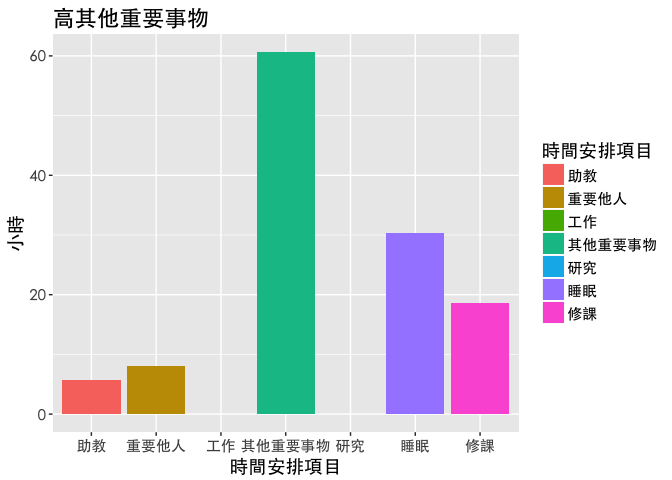 高其他重要事物
60
40
20
0
小時
助教 重要他人 工作 其他重要事物 研究 睡眠 修課
時間安排項目
時間安排項目
助教
重要他人
工作
其他重要事物
研究
睡眠
修課